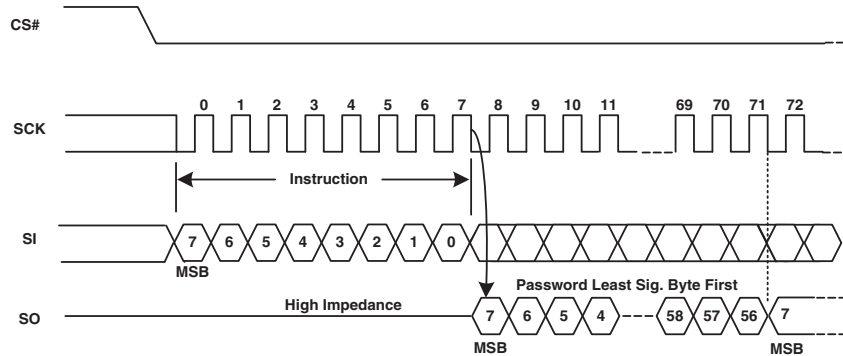 CS#
0 1 2 3 4 5 6 7 8 9 10 11 69 70 71 72
SCK
Instruction
SI
7 6 5 4 3 2 1 0
MSB
Password Least Sig. Byte First
High Impedance
SO
7 6 5 4 58 57 56 7
MSB MSB